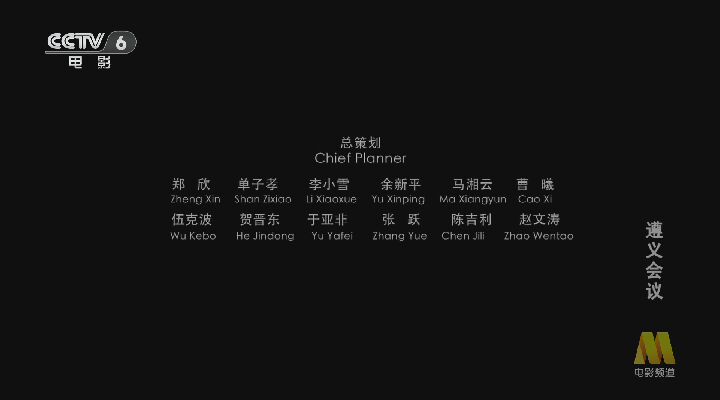 CCTV 6
电影
总策划
Chief Planner
郑 欣 单子孝 李小雪 余新平 马湘云 曹 曦
Zheng Xin Shan Zixiao Li Xiaoxue Yu Xinping Ma Xiangyun Cao Xi
伍克波 贺晋东 于亚非 张 跃 陈吉利 赵文涛
Wu Kebo He Jindong Yu Yafei Zhang Yue Chen Jili Zhao Wentao
遵义会议
电影频道